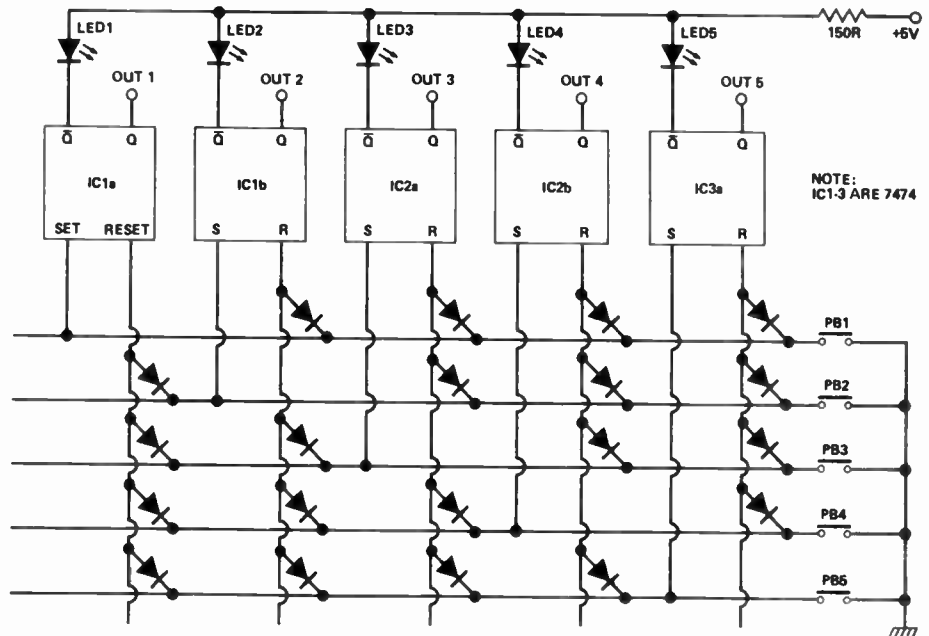 LED1
LED2
LED3
LED4
LED5
150R
+5V
OUT 1
OUT 2
OUT 3
OUT 4
OUT 5
Q̅ Q
Q̅ Q
Q̅ Q
Q̅ Q
Q̅ Q
IC1a
IC1b
IC2a
IC2b
IC3a
NOTE:
IC1-3 ARE 7474
SET RESET
S R
S R
S R
S R
PB1
PB2
PB3
PB4
PB5